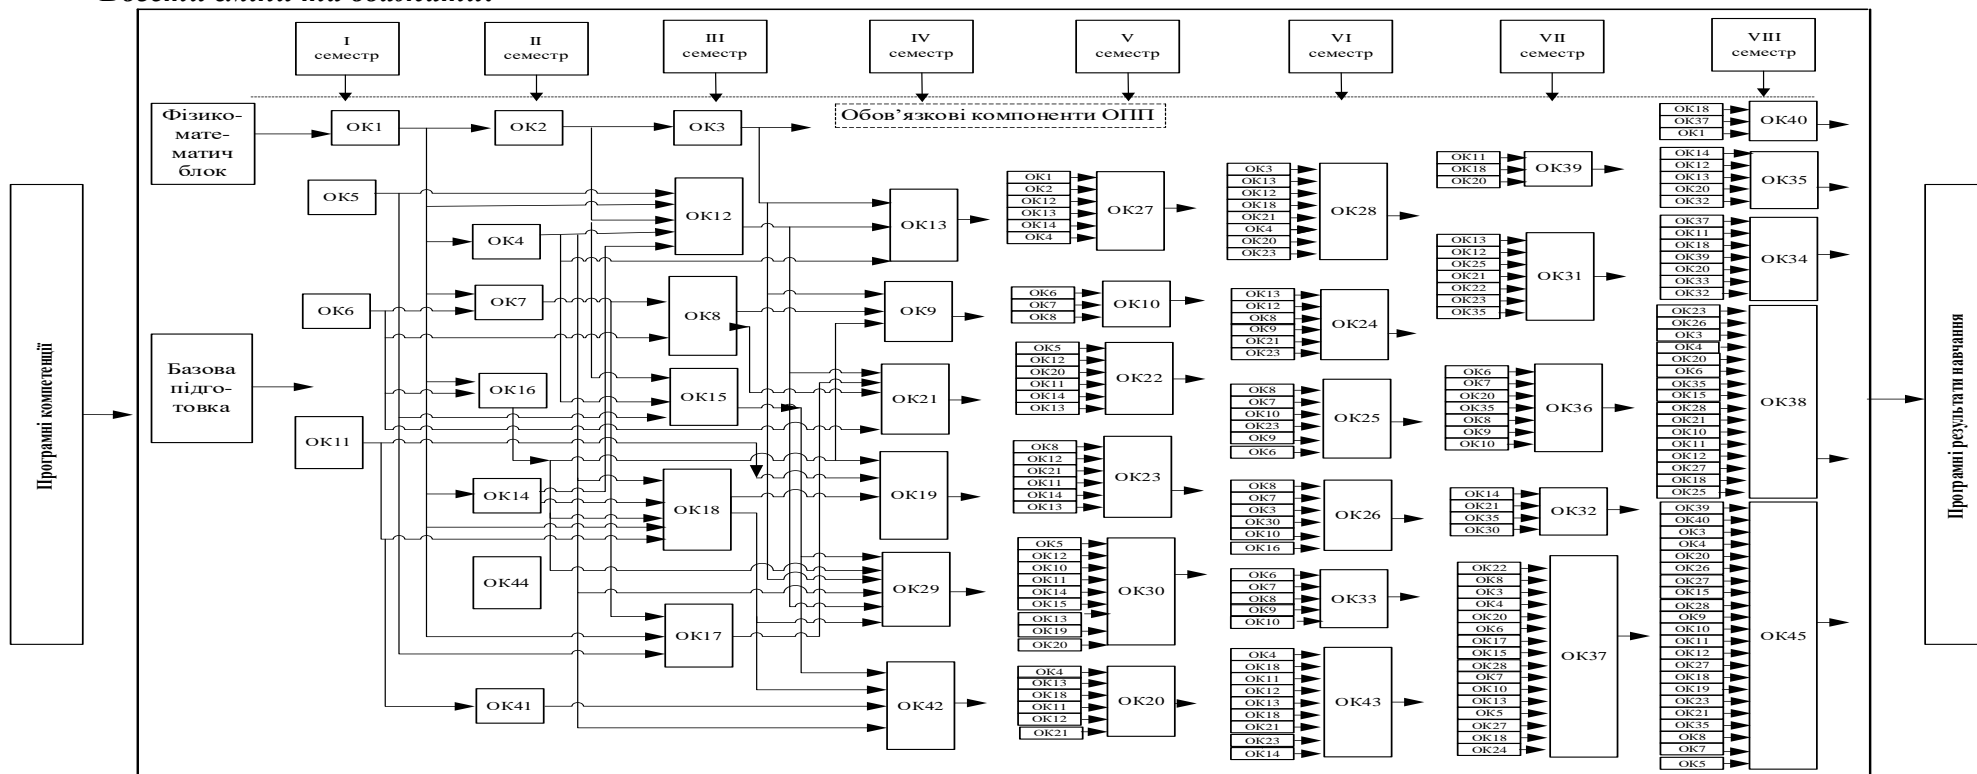 I
семестр
II
семестр
III
семестр
IV
семестр
V
семестр
VI
семестр
VII
семестр
VIII
семестр
Обов’язкові компоненти ОПП
Програмні компетенції
Фізико-
мате-
матич
блок
Базова
підго-
товка
ОК1
ОК5
ОК6
ОК11
ОК2
ОК4
ОК7
ОК16
ОК14
ОК44
ОК41
ОК3
ОК12
ОК8
ОК15
ОК18
ОК17
ОК13
ОК9
ОК21
ОК19
ОК29
ОК42
ОК1
ОК2
ОК12
ОК13
ОК14
ОК4
ОК27
ОК6
ОК7
ОК8
ОК10
ОК5
ОК12
ОК20
ОК11
ОК14
ОК13
ОК22
ОК8
ОК12
ОК21
ОК11
ОК14
ОК13
ОК23
ОК5
ОК12
ОК10
ОК11
ОК14
ОК15
ОК13
ОК19
ОК20
ОК30
ОК4
ОК13
ОК18
ОК11
ОК12
ОК21
ОК20
ОК3
ОК13
ОК12
ОК18
ОК21
ОК4
ОК20
ОК23
ОК28
ОК13
ОК12
ОК8
ОК9
ОК21
ОК23
ОК24
ОК8
ОК7
ОК10
ОК23
ОК9
ОК6
ОК25
ОК8
ОК7
ОК3
ОК30
ОК10
ОК16
ОК26
ОК6
ОК7
ОК8
ОК9
ОК10
ОК33
ОК4
ОК18
ОК11
ОК12
ОК13
ОК18
ОК21
ОК23
ОК14
ОК43
ОК11
ОК18
ОК20
ОК39
ОК13
ОК12
ОК25
ОК21
ОК22
ОК23
ОК35
ОК31
ОК6
ОК7
ОК20
ОК35
ОК8
ОК9
ОК10
ОК36
ОК14
ОК21
ОК35
ОК30
ОК32
ОК22
ОК8
ОК3
ОК4
ОК20
ОК6
ОК17
ОК15
ОК28
ОК7
ОК10
ОК13
ОК5
ОК27
ОК18
ОК24
ОК37
ОК18
ОК37
ОК1
ОК40
ОК14
ОК12
ОК13
ОК20
ОК32
ОК35
ОК37
ОК11
ОК18
ОК39
ОК20
ОК33
ОК32
ОК34
ОК23
ОК26
ОК3
ОК4
ОК20
ОК6
ОК35
ОК15
ОК28
ОК21
ОК10
ОК11
ОК12
ОК27
ОК18
ОК25
ОК38
ОК39
ОК40
ОК3
ОК4
ОК20
ОК26
ОК27
ОК15
ОК28
ОК9
ОК10
ОК11
ОК12
ОК27
ОК18
ОК19
ОК23
ОК21
ОК35
ОК8
ОК7
ОК5
ОК45
Програмні результати навчання